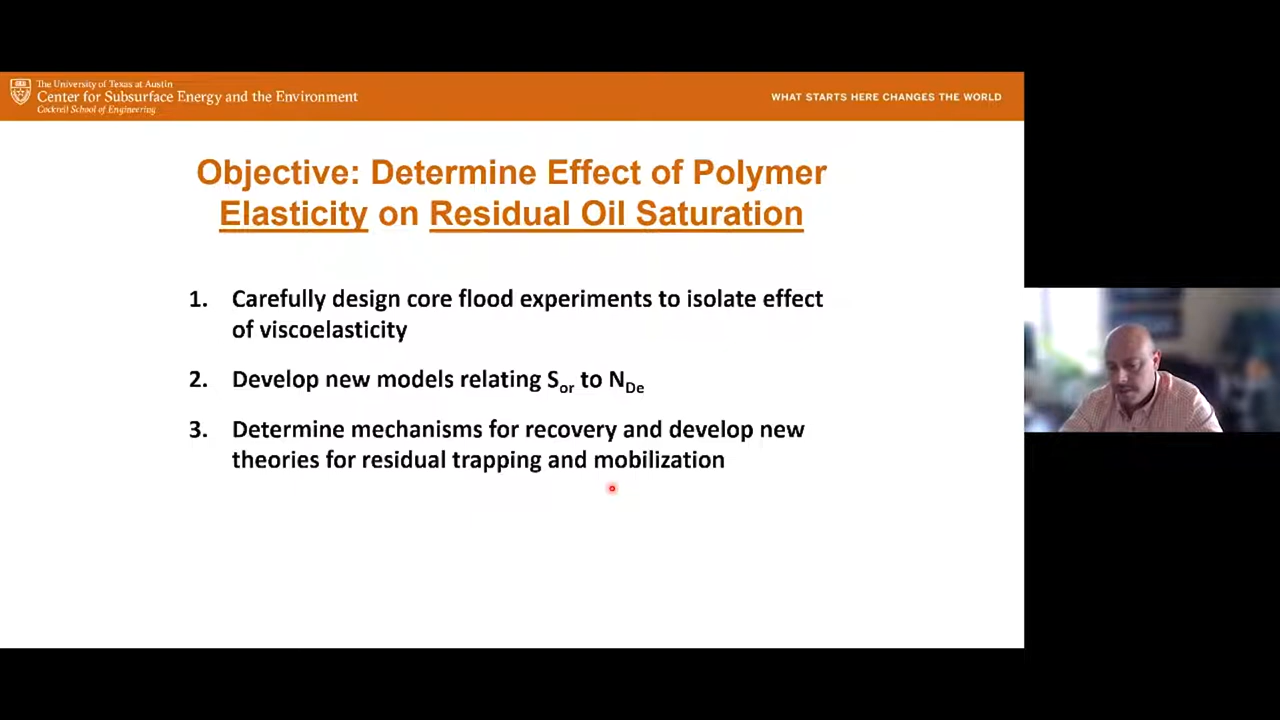 The University of Texas at Austin
Center for Subsurface Energy and the Environment
Cockrell School of Engineering
WHAT STARTS HERE CHANGES THE WORLD
Objective: Determine Effect of Polymer
Elasticity on Residual Oil Saturation
1. Carefully design core flood experiments to isolate effect
of viscoelasticity
2. Develop new models relating Sor to NDe
3. Determine mechanisms for recovery and develop new
theories for residual trapping and mobilization